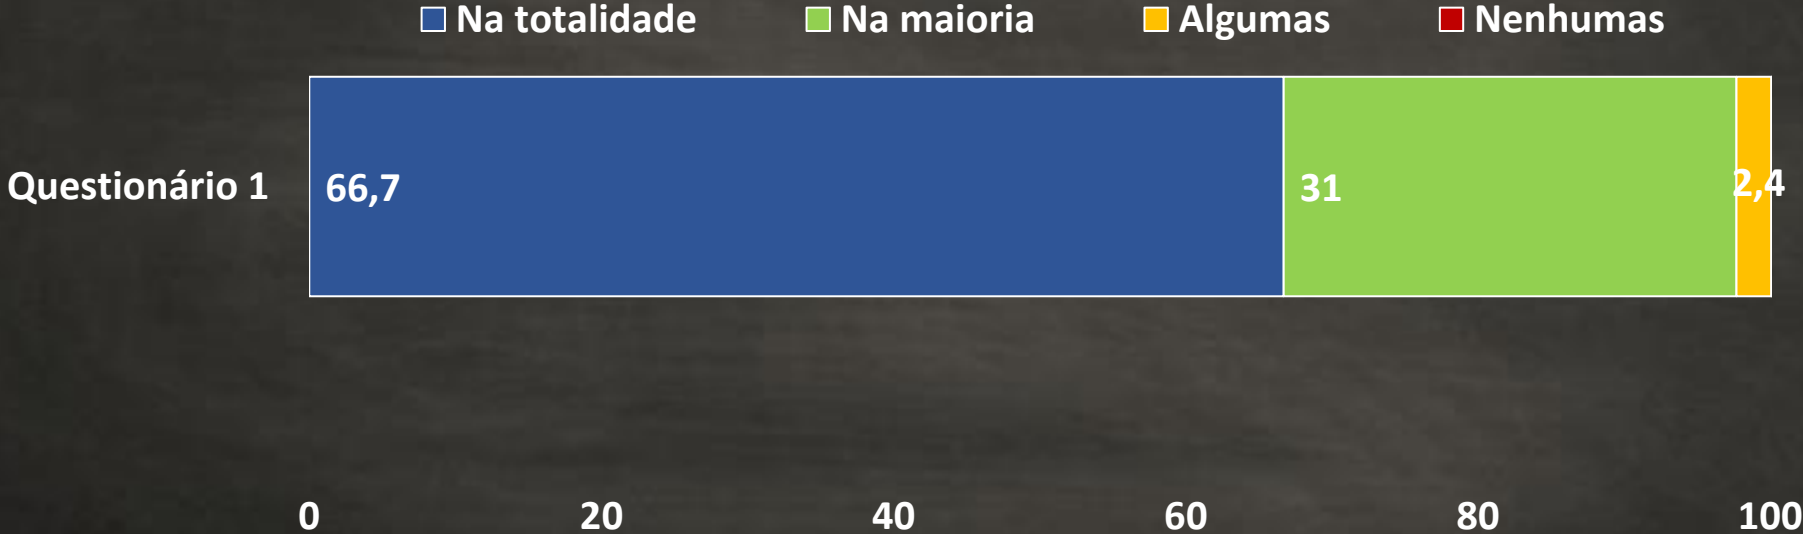 Na totalidade Na maioria Algumas Nenhumas
Questionário 1 66,7 31 2,4
0 20 40 60 80 100